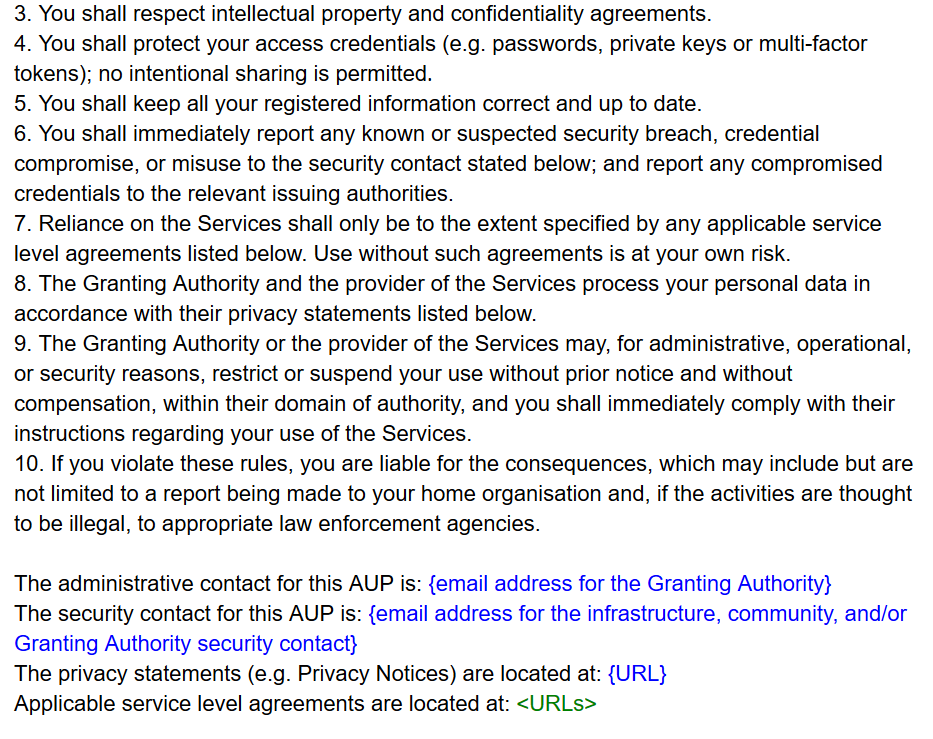 3. You shall respect intellectual property and confidentiality agreements.
4. You shall protect your access credentials (e.g. passwords, private keys or multi-factor
tokens); no intentional sharing is permitted.
5. You shall keep all your registered information correct and up to date.
6. You shall immediately report any known or suspected security breach, credential
compromise, or misuse to the security contact stated below; and report any compromised
credentials to the relevant issuing authorities.
7. Reliance on the Services shall only be to the extent specified by any applicable service
level agreements listed below. Use without such agreements is at your own risk.
8. The Granting Authority and the provider of the Services process your personal data in
accordance with their privacy statements listed below.
9. The Granting Authority or the provider of the Services may, for administrative, operational,
or security reasons, restrict or suspend your use without prior notice and without
compensation, within their domain of authority, and you shall immediately comply with their
instructions regarding your use of the Services.
10. If you violate these rules, you are liable for the consequences, which may include but are
not limited to a report being made to your home organisation and, if the activities are thought
to be illegal, to appropriate law enforcement agencies.
The administrative contact for this AUP is: {email address for the Granting Authority}
The security contact for this AUP is: {email address for the infrastructure, community, and/or
Granting Authority security contact}
The privacy statements (e.g. Privacy Notices) are located at: {URL}
Applicable service level agreements are located at: <URLs>